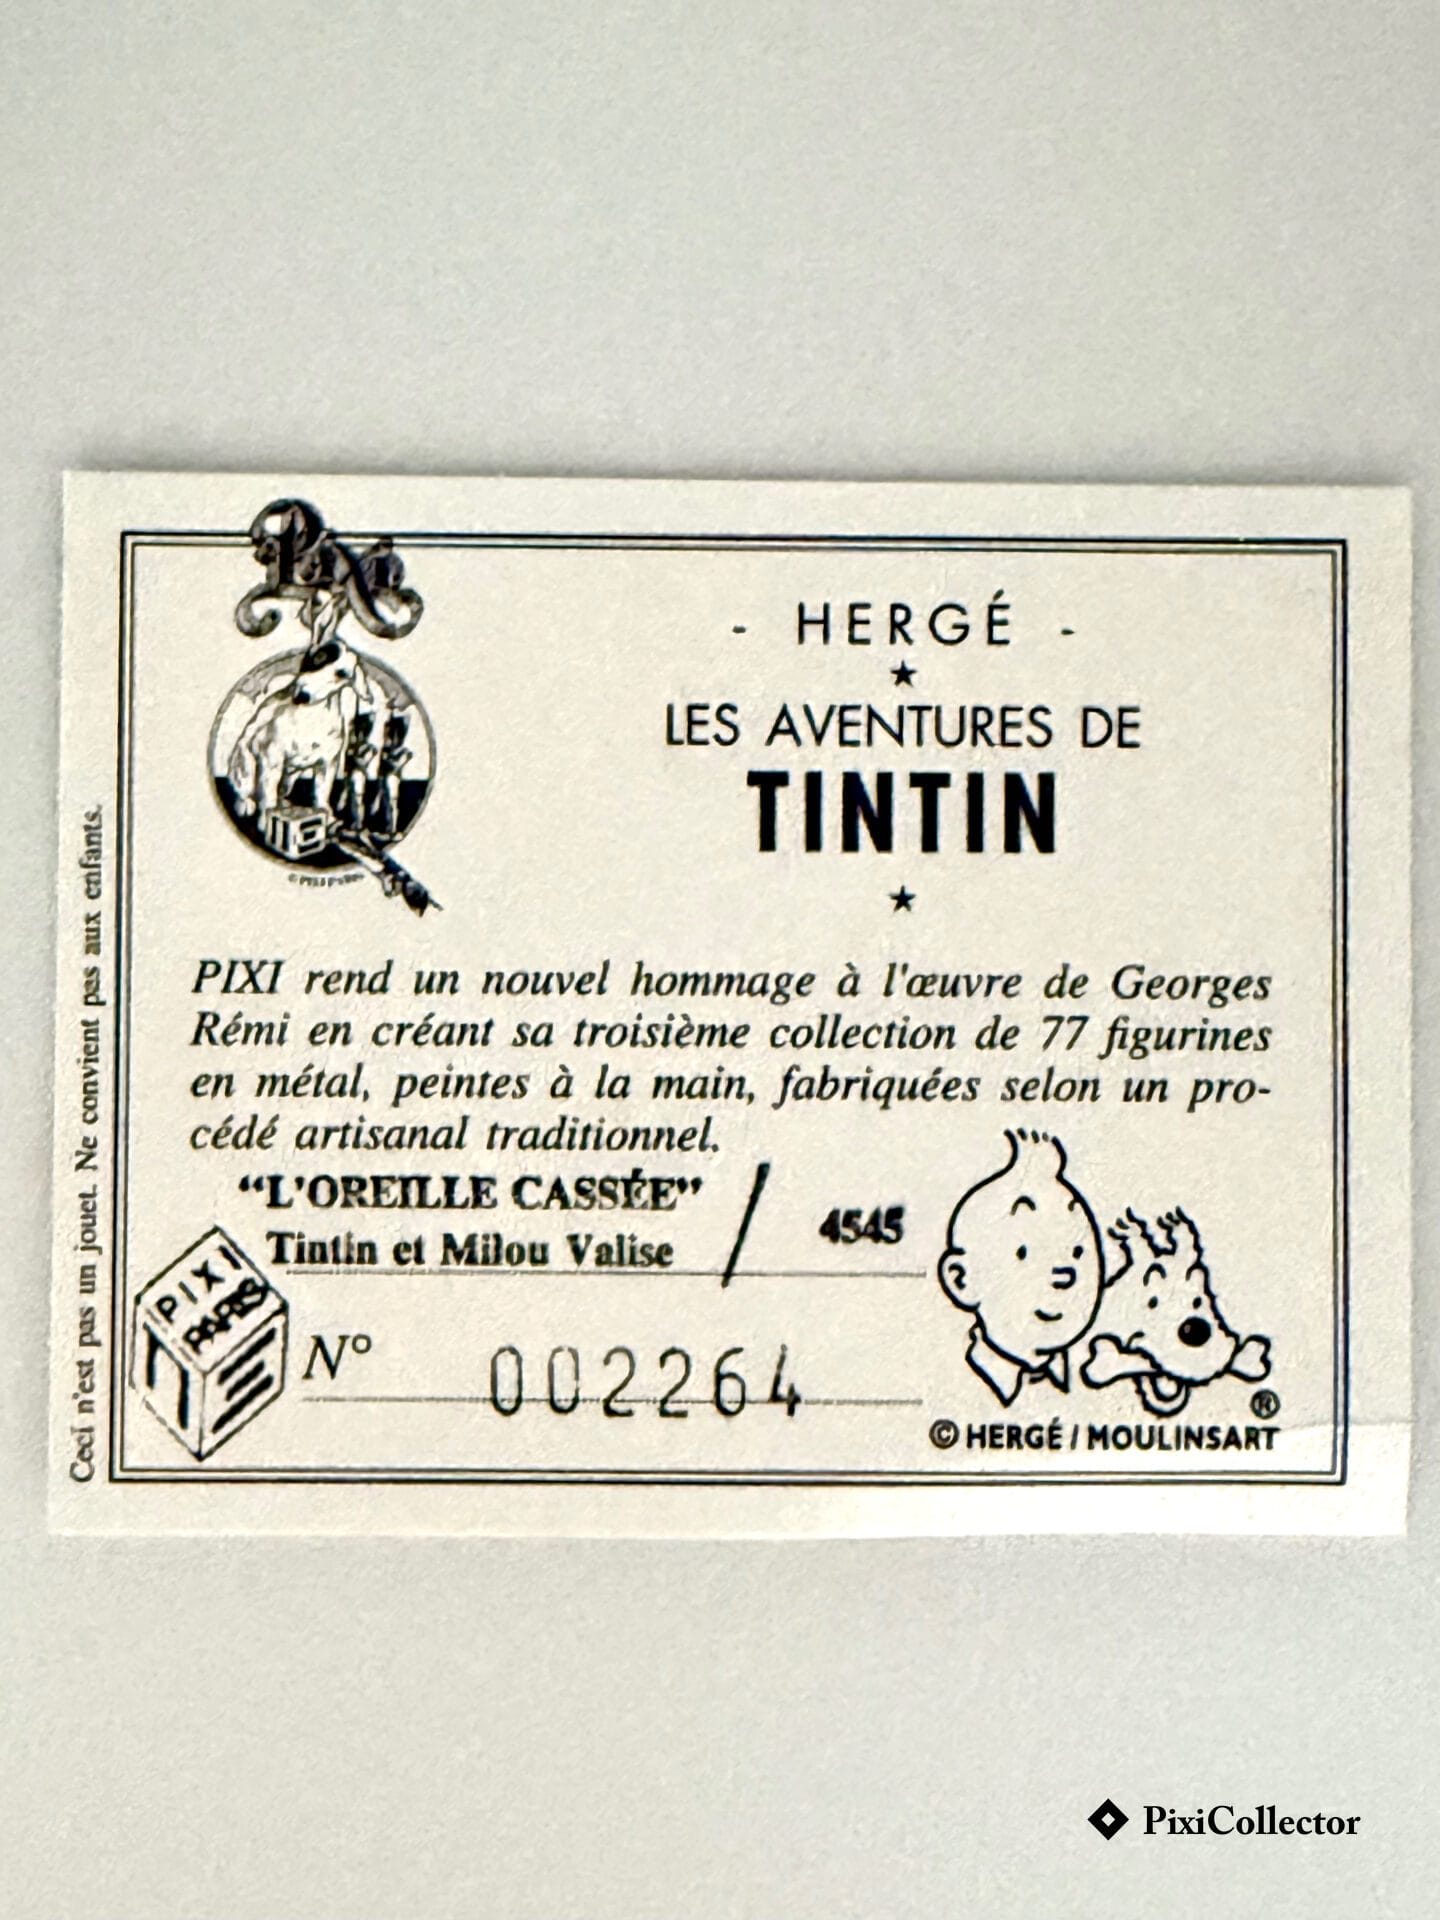 Pixi
- HERGÉ -
LES AVENTURES DE
TINTIN
PIXI rend un nouvel hommage à l'œuvre de Georges
Rémi en créant sa troisième collection de 77 figurines
en métal, peintes à la main, fabriquées selon un pro-
cédé artisanal traditionnel.
“L'OREILLE CASSÉE” /
Tintin et Milou Valise 4545
PIXI
PARIS
N° 002264
®
© HERGÉ / MOULINSART
Ceci n'est pas un jouet. Ne convient pas aux enfants.
PixiCollector